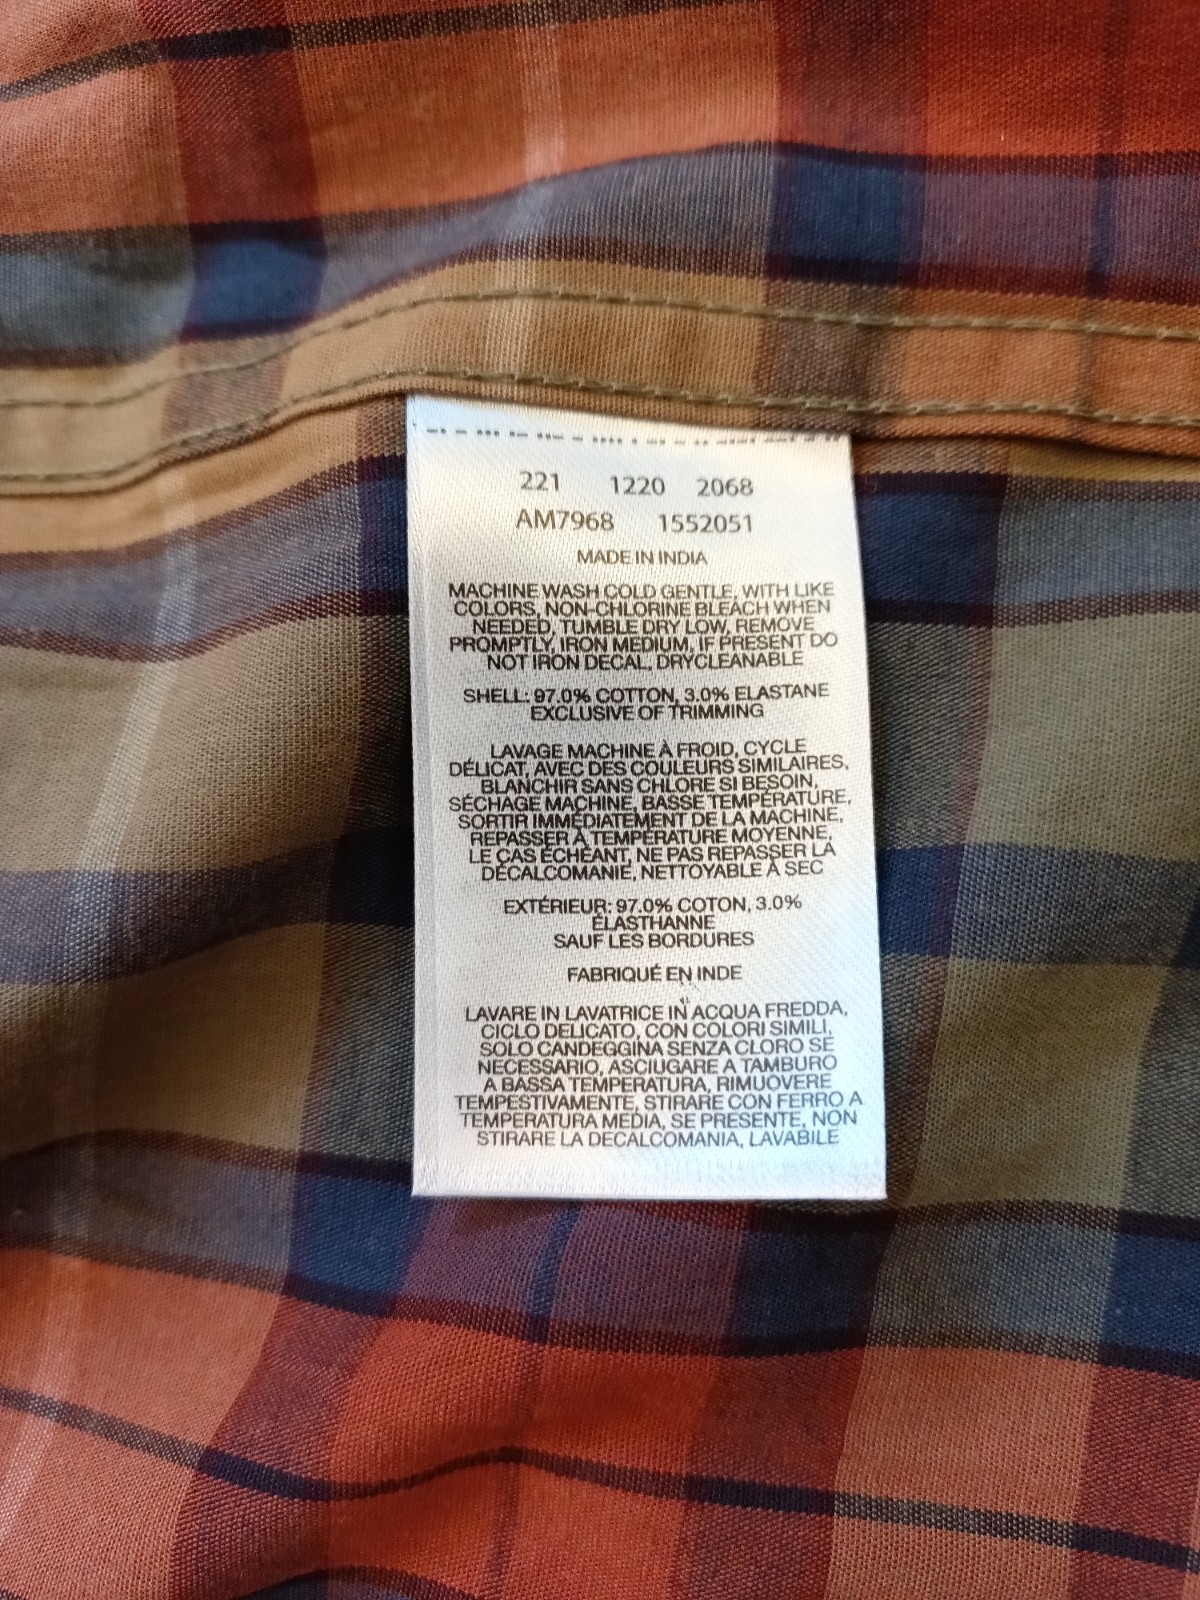 221 1220 2068
AM7968 1552051
MADE IN INDIA
MACHINE WASH COLD GENTLE, WITH LIKE
COLORS, NON-CHLORINE BLEACH WHEN
NEEDED, TUMBLE DRY LOW, REMOVE
PROMPTLY, IRON MEDIUM, IF PRESENT DO
NOT IRON DECAL, DRYCLEANABLE
SHELL: 97.0% COTTON, 3.0% ELASTANE
EXCLUSIVE OF TRIMMING
LAVAGE MACHINE À FROID, CYCLE
DÉLICAT, AVEC DES COULEURS SIMILAIRES,
BLANCHIR SANS CHLORE SI BESOIN,
SÉCHAGE MACHINE, BASSE TEMPÉRATURE,
SORTIR IMMÉDIATEMENT DE LA MACHINE,
REPASSER À TEMPÉRATURE MOYENNE,
LE CAS ÉCHÉANT, NE PAS REPASSER LA
DÉCALCOMANIE, NETTOYABLE À SEC
EXTÉRIEUR: 97.0% COTON, 3.0%
ÉLASTHANNE
SAUF LES BORDURES
FABRIQUÉ EN INDE
LAVARE IN LAVATRICE IN ACQUA FREDDA,
CICLO DELICATO, CON COLORI SIMILI,
SOLO CANDEGGINA SENZA CLORO SE
NECESSARIO, ASCIUGARE A TAMBURO
A BASSA TEMPERATURA, RIMUOVERE
TEMPESTIVAMENTE, STIRARE CON FERRO A
TEMPERATURA MEDIA, SE PRESENTE, NON
STIRARE LA DECALCOMANIA, LAVABILE